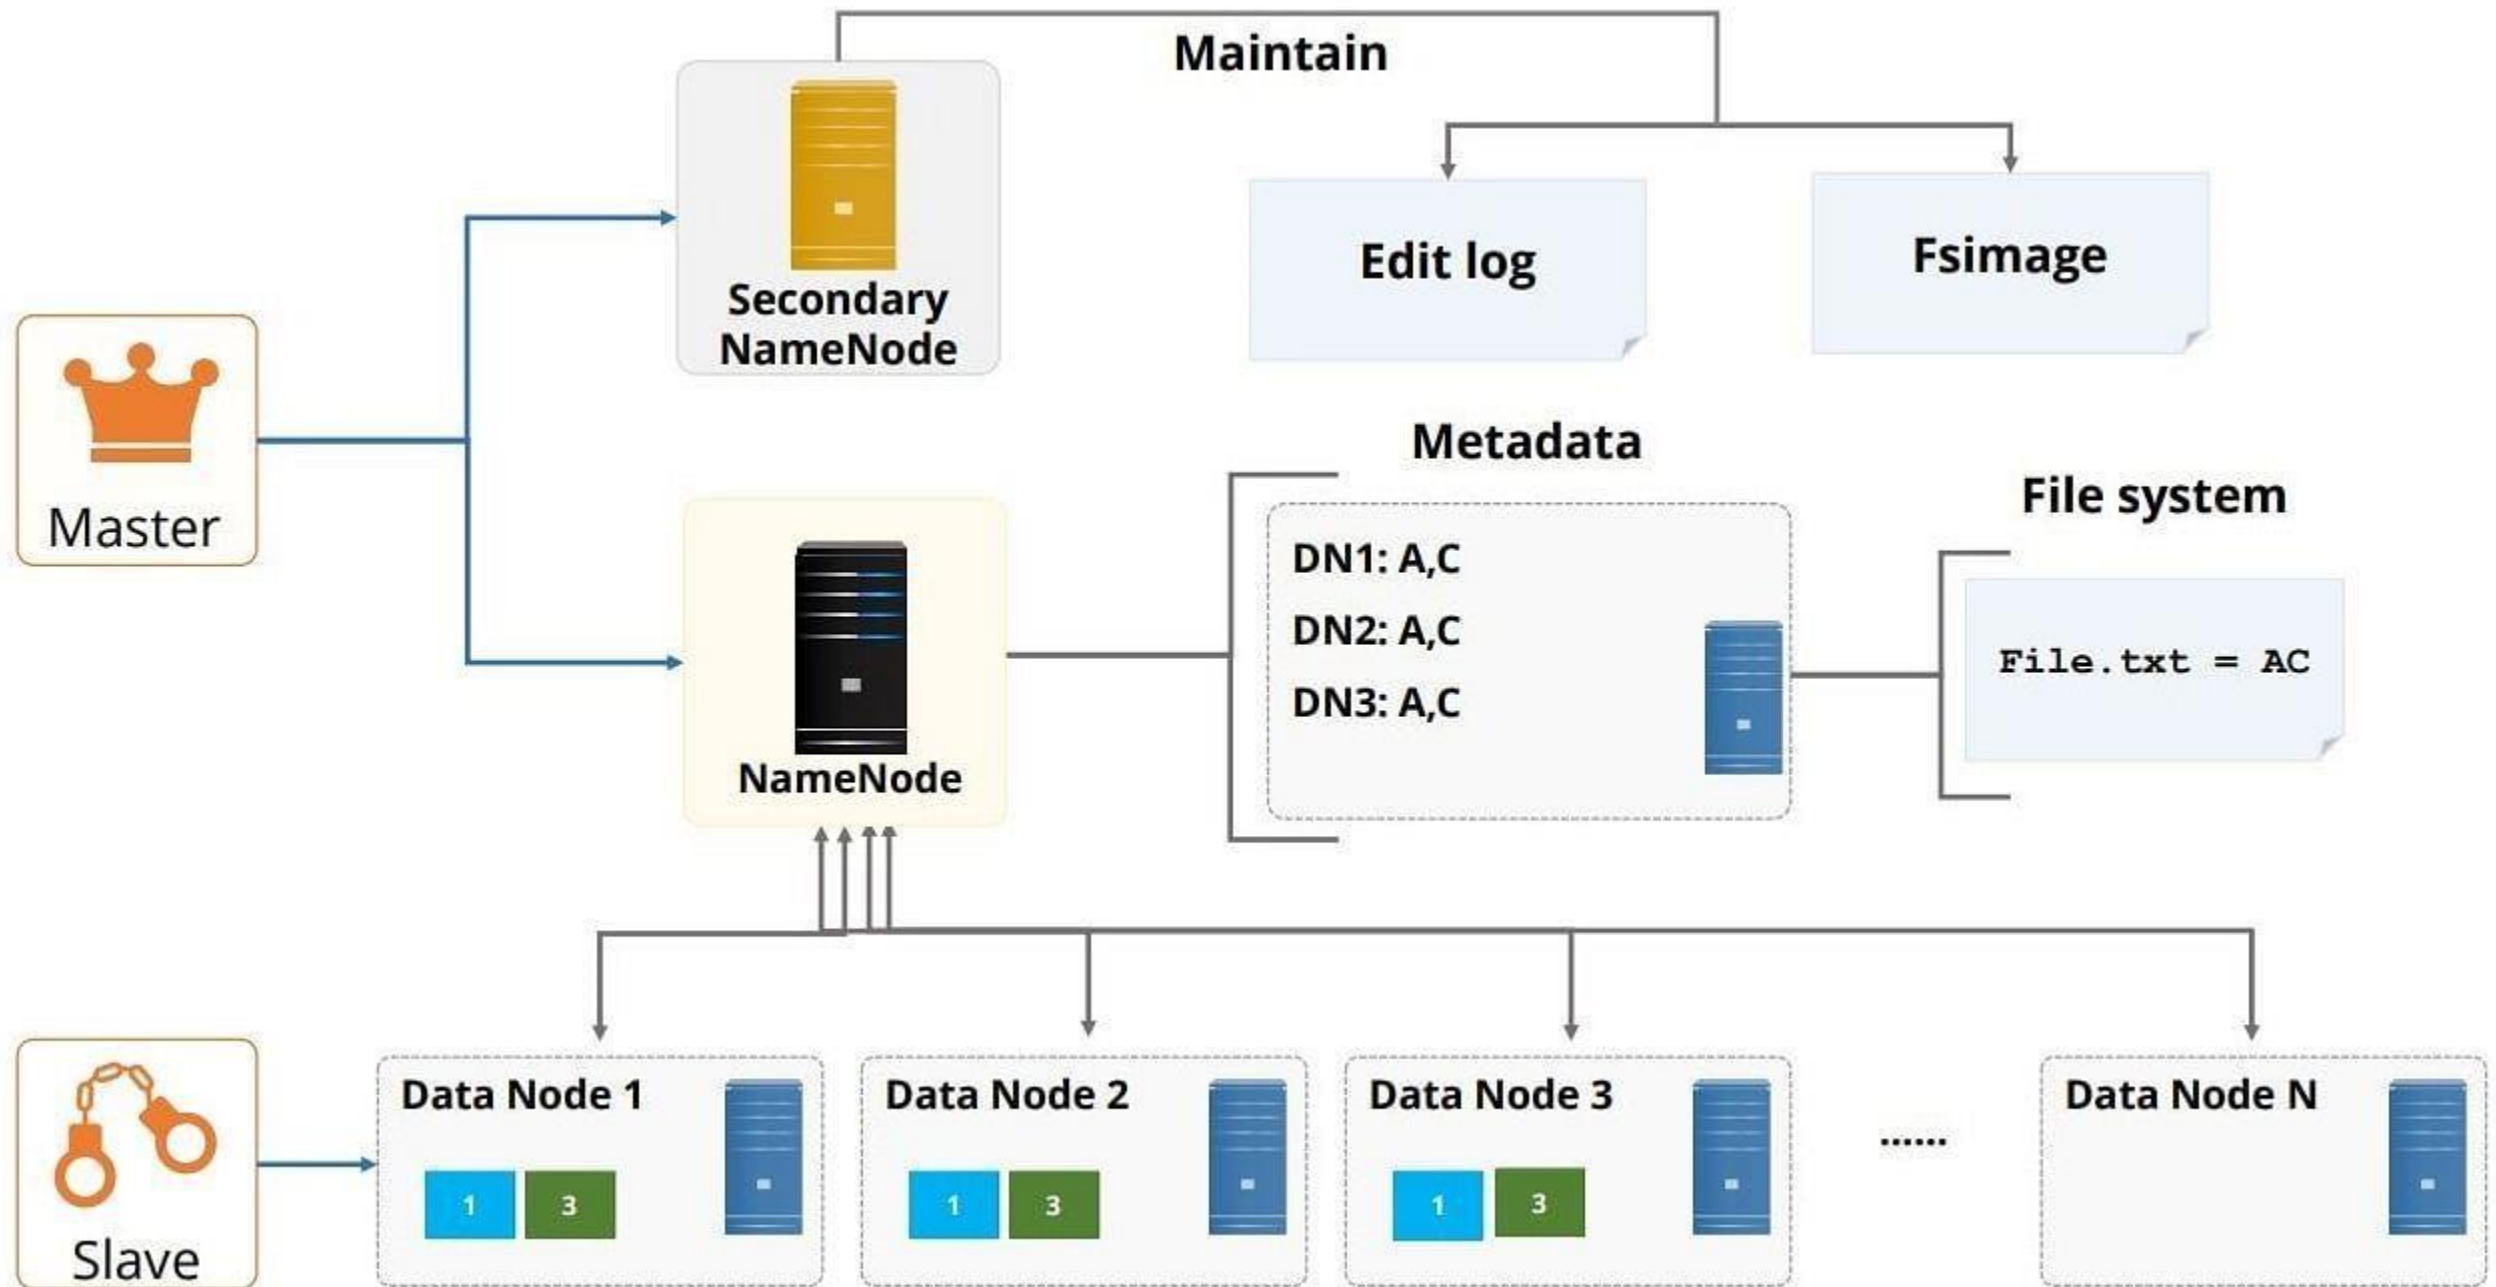 Maintain
Secondary
NameNode
Edit log
Fsimage
Master
Metadata
File system
DN1: A,C
DN2: A,C
DN3: A,C
File.txt = AC
NameNode
Data Node 1
Data Node 2
Data Node 3
......
Data Node N
1 3
1 3
1 3
Slave